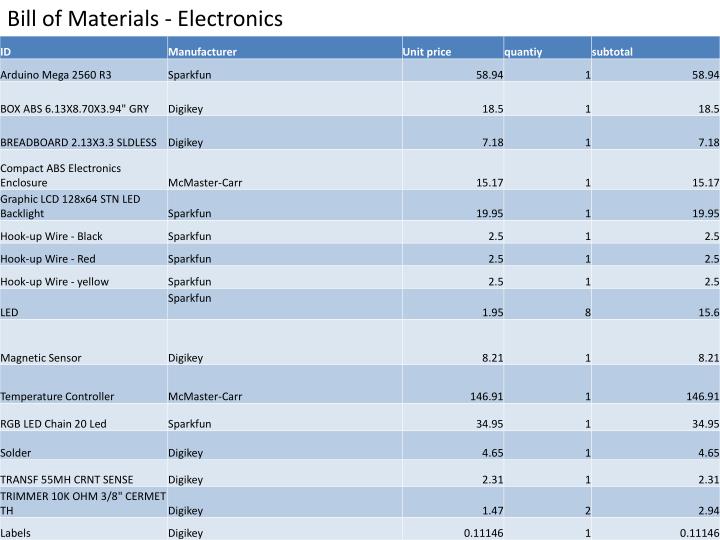 Bill of Materials - Electronics
ID Manufacturer Unit price quantiy subtotal
Arduino Mega 2560 R3 Sparkfun 58.94 1 58.94
BOX ABS 6.13X8.70X3.94" GRY Digikey 18.5 1 18.5
BREADBOARD 2.13X3.3 SLDLESS Digikey 7.18 1 7.18
Compact ABS Electronics
Enclosure McMaster-Carr 15.17 1 15.17
Graphic LCD 128x64 STN LED
Backlight Sparkfun 19.95 1 19.95
Hook-up Wire - Black Sparkfun 2.5 1 2.5
Hook-up Wire - Red Sparkfun 2.5 1 2.5
Hook-up Wire - yellow Sparkfun 2.5 1 2.5
Sparkfun
LED 1.95 8 15.6
Magnetic Sensor Digikey 8.21 1 8.21
Temperature Controller McMaster-Carr 146.91 1 146.91
RGB LED Chain 20 Led Sparkfun 34.95 1 34.95
Solder Digikey 4.65 1 4.65
TRANSF 55MH CRNT SENSE Digikey 2.31 1 2.31
TRIMMER 10K OHM 3/8" CERMET
TH Digikey 1.47 2 2.94
Labels Digikey 0.11146 1 0.11146